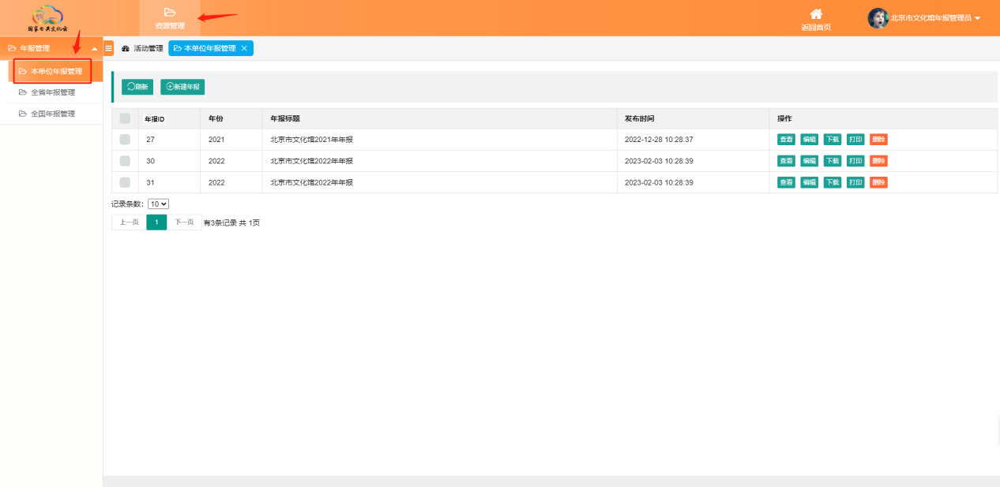 国家公共文化云
资源管理
返回首页
北京市文化馆年报管理员
年报管理
本单位年报管理
全省年报管理
全国年报管理
活动管理
本单位年报管理
刷新
新建年报
年报ID 年份 年报标题 发布时间 操作
27 2021 北京市文化馆2021年年报 2022-12-28 10:28:37 查看 编辑 下载 打印 删除
30 2022 北京市文化馆2022年年报 2023-02-03 10:28:39 查看 编辑 下载 打印 删除
31 2022 北京市文化馆2022年年报 2023-02-03 10:28:39 查看 编辑 下载 打印 删除
记录条数： 10
上一页 1 下一页 有3条记录 共 1页